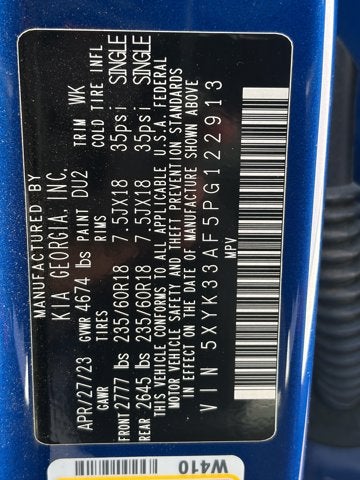 MANUFACTURED BY
KIA GEORGIA, INC.
APR/27/23 GVWR 4674 lbs PAINT DU2 TRIM WK
GAWR TIRES RIMS COLD TIRE INFL
FRONT 2777 lbs 235/60R18 7.5JX18 35psi SINGLE
REAR 2645 lbs 235/60R18 7.5JX18 35psi SINGLE
THIS VEHICLE CONFORMS TO ALL APPLICABLE U.S.A. FEDERAL
MOTOR VEHICLE SAFETY AND THEFT PREVENTION STANDARDS
IN EFFECT ON THE DATE OF MANUFACTURE SHOWN ABOVE
VIN 5XYK33AF5PG122913
MPV
W410